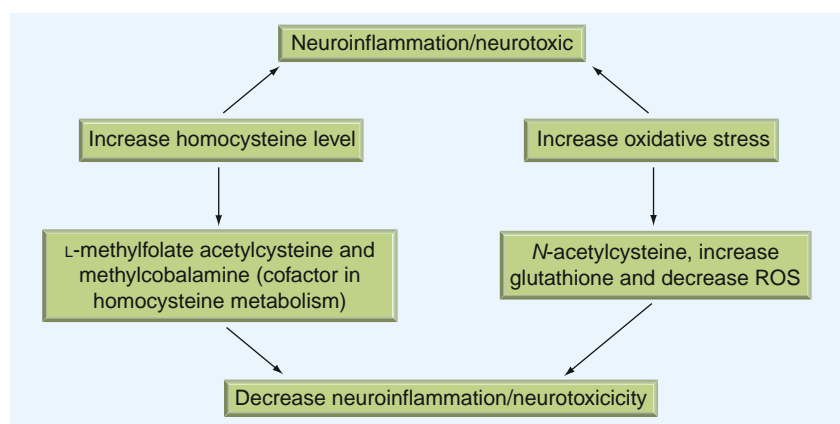 Neuroinflammation/neurotoxic
Increase homocysteine level
Increase oxidative stress
L-methylfolate acetylcysteine and
methylcobalamine (cofactor in
homocysteine metabolism)
N-acetylcysteine, increase
glutathione and decrease ROS
Decrease neuroinflammation/neurotoxicicity